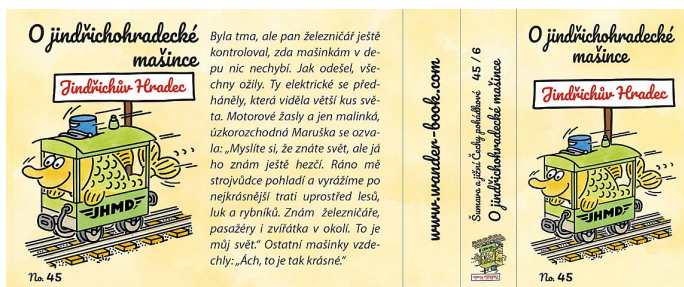 O jindřichohradecké
mašince
Jindřichův Hradec
JHMD
No. 45
Byla tma, ale pan železničář ještě
kontroloval, zda mašinkám v de-
pu nic nechybí. Jak odešel, vše-
chny ožily. Ty elektrické se před-
háněly, která viděla větší kus svě-
ta. Motorové žasly a jen malinká,
úzkorozchodná Maruška se ozva-
la: „Myslíte si, že znáte svět, ale já
ho znám ještě hezčí. Ráno mě
strojvůdce pohladí a vyrážíme po
nejkrásnější trati uprostřed lesů,
luk a rybníků. Znám železničáře,
pasažéry i zvířátka v okolí. To je
můj svět.“ Ostatní mašinky vzde-
chly: „Ách, to je tak krásné.“
www.wander-book.com
Šumava a jižní Čechy pohádkové 45 / 6
O jindřichohradecké mašince
O jindřichohradecké
mašince
Jindřichův Hradec
JHMD
No. 45